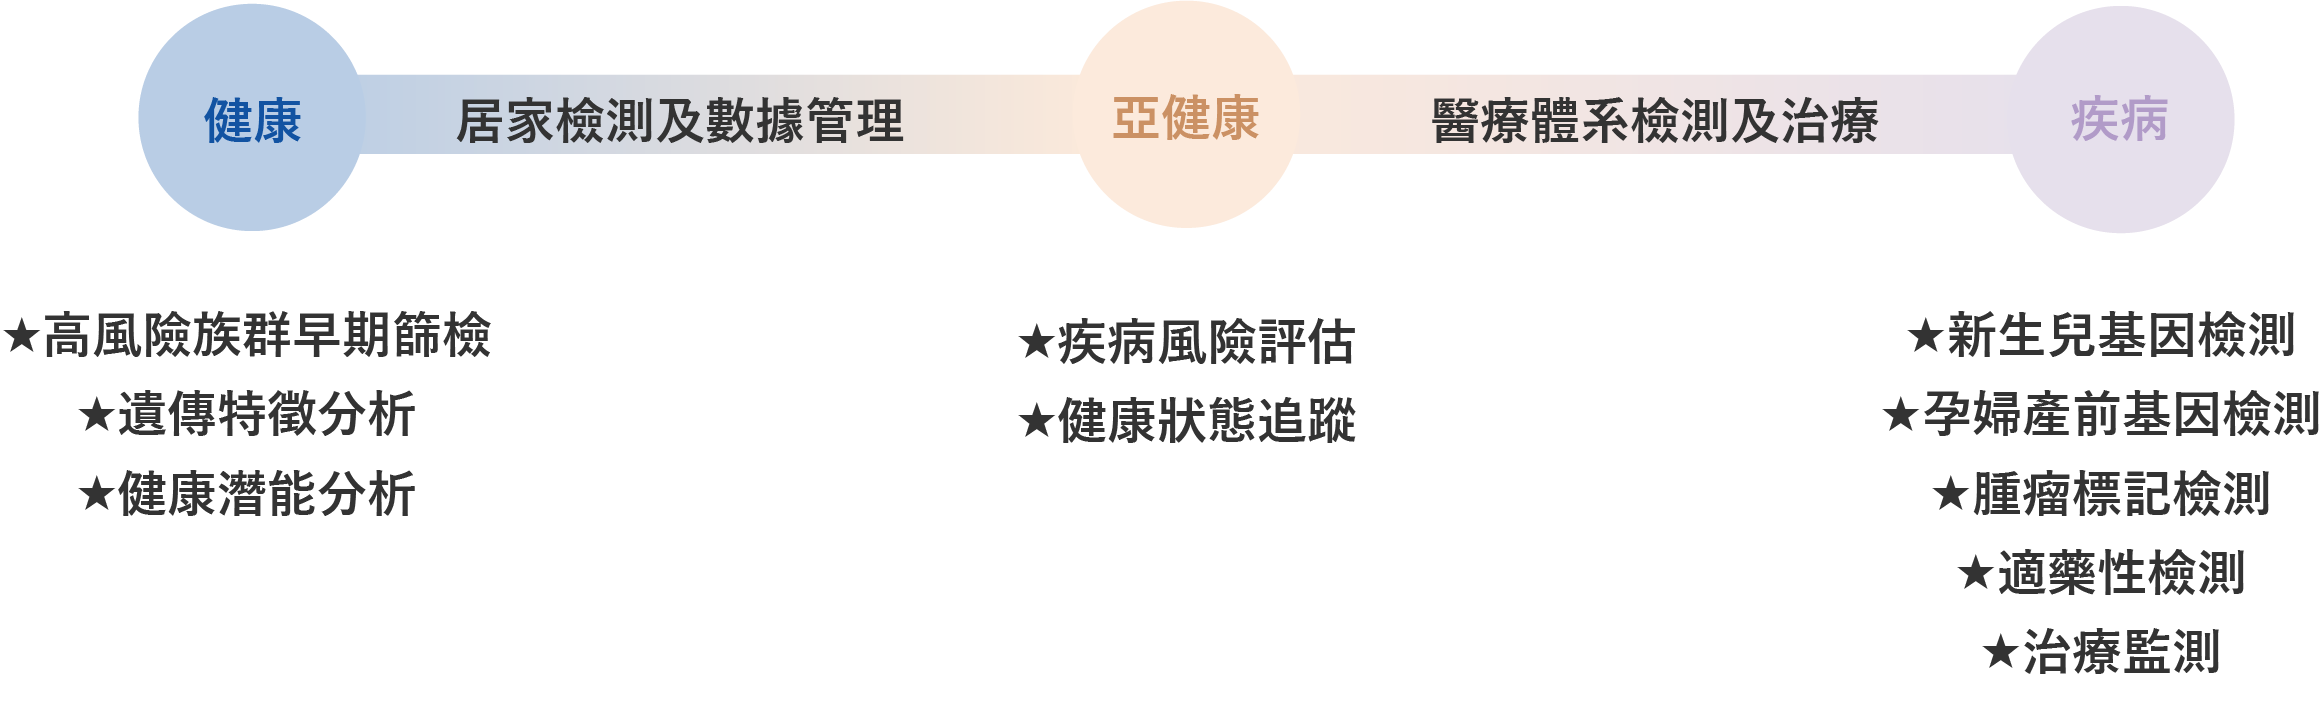 健康
居家檢測及數據管理
亞健康
醫療體系檢測及治療
疾病
★高風險族群早期篩檢
★遺傳特徵分析
★健康潛能分析
★疾病風險評估
★健康狀態追蹤
★新生兒基因檢測
★孕婦產前基因檢測
★腫瘤標記檢測
★適藥性檢測
★治療監測